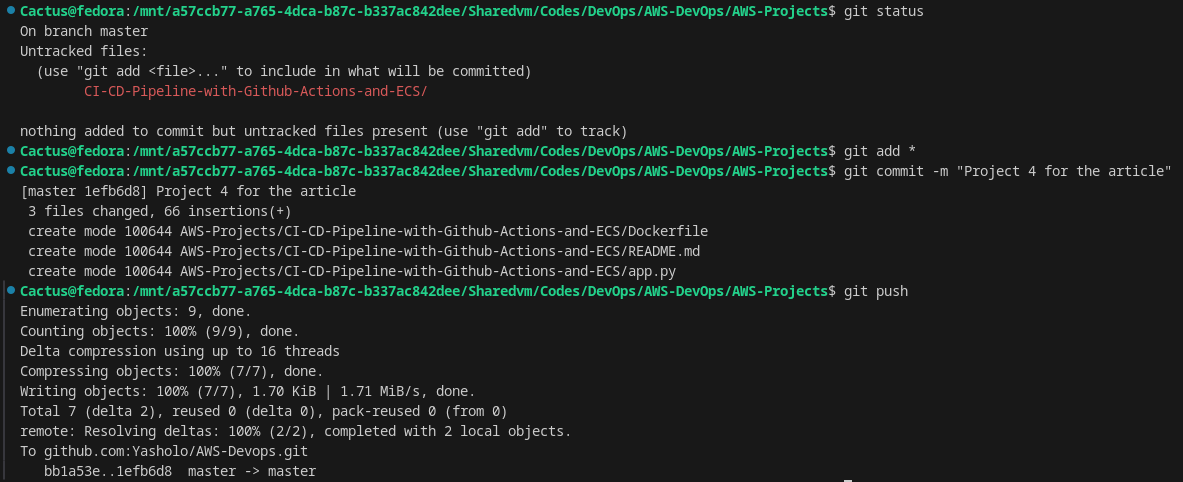 Cactus@fedora:/mnt/a57ccb77-a765-4dca-b87c-b337ac842dee/Sharedvm/Codes/DevOps/AWS-DevOps/AWS-Projects$ git status
On branch master
Untracked files:
  (use "git add <file>..." to include in what will be committed)
        CI-CD-Pipeline-with-Github-Actions-and-ECS/

nothing added to commit but untracked files present (use "git add" to track)
Cactus@fedora:/mnt/a57ccb77-a765-4dca-b87c-b337ac842dee/Sharedvm/Codes/DevOps/AWS-DevOps/AWS-Projects$ git add *
Cactus@fedora:/mnt/a57ccb77-a765-4dca-b87c-b337ac842dee/Sharedvm/Codes/DevOps/AWS-DevOps/AWS-Projects$ git commit -m "Project 4 for the article"
[master 1efb6d8] Project 4 for the article
 3 files changed, 66 insertions(+)
 create mode 100644 AWS-Projects/CI-CD-Pipeline-with-Github-Actions-and-ECS/Dockerfile
 create mode 100644 AWS-Projects/CI-CD-Pipeline-with-Github-Actions-and-ECS/README.md
 create mode 100644 AWS-Projects/CI-CD-Pipeline-with-Github-Actions-and-ECS/app.py
Cactus@fedora:/mnt/a57ccb77-a765-4dca-b87c-b337ac842dee/Sharedvm/Codes/DevOps/AWS-DevOps/AWS-Projects$ git push
Enumerating objects: 9, done.
Counting objects: 100% (9/9), done.
Delta compression using up to 16 threads
Compressing objects: 100% (7/7), done.
Writing objects: 100% (7/7), 1.70 KiB | 1.71 MiB/s, done.
Total 7 (delta 2), reused 0 (delta 0), pack-reused 0 (from 0)
remote: Resolving deltas: 100% (2/2), completed with 2 local objects.
To github.com:Yasholo/AWS-Devops.git
   bb1a53e..1efb6d8  master -> master